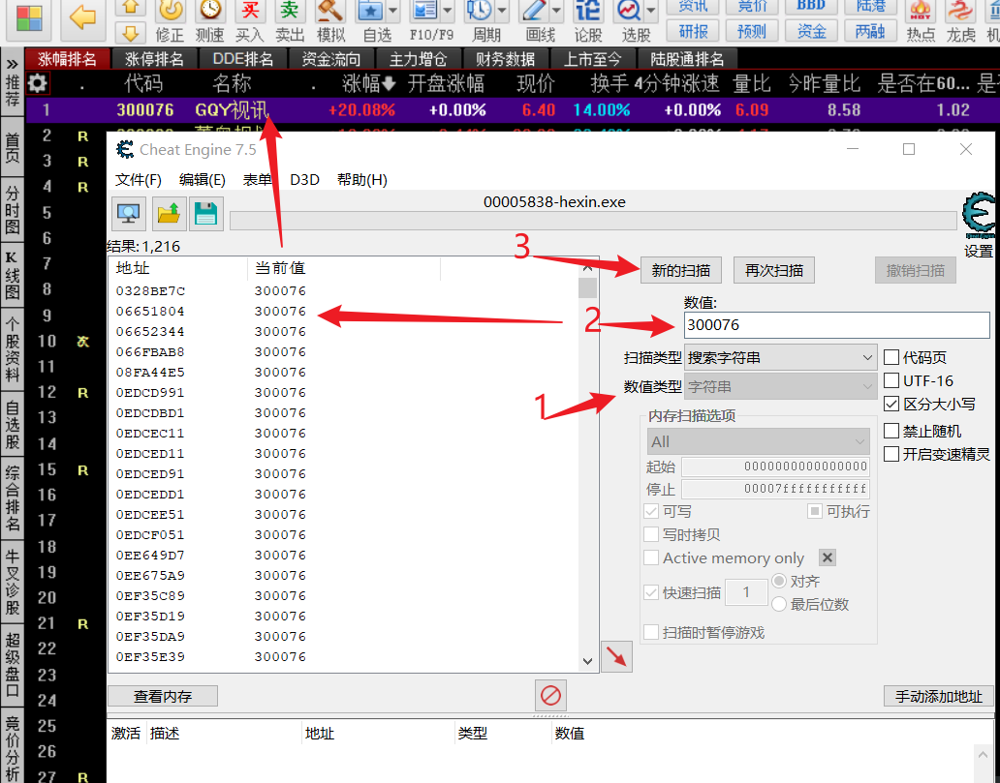 资讯 竞价 BBD 陆港
修正 测速 买入 卖出 模拟 自选 F10/F9 周期 画线 论股 选股 研报 预测 资金 两融 热点 龙虎
买 卖 论 HOT
涨幅排名 涨停排名 DDE排名 资金流向 主力增仓 财务数据 上市至今 陆股通排名
代码 名称 . 涨幅 开盘涨幅 现价 换手 4分钟涨速 量比 今昨量比 是否在60... 是
1 300076 GQY视讯 +20.08% +0.00% 6.40 14.00% +0.00% 6.09 8.58 1.02
推荐
首页
分时图
K线图
个股资料
自选股
综合排名
牛叉诊股
超级盘口
竞价分析
2 R
3 R
4 R
5
6
7
8
9
10 次
11
12 R
13
14
15 R
16
17
18
19
20
21 R
22
23
24
25
26
27 R
Cheat Engine 7.5
文件(F) 编辑(E) 表单 D3D 帮助(H)
00005838-hexin.exe
设置
结果: 1,216
地址 当前值
0328BE7C 300076
06651804 300076
06652344 300076
066FBAB8 300076
08FA44E5 300076
0EDCD991 300076
0EDCDBD1 300076
0EDCEC11 300076
0EDCED11 300076
0EDCED91 300076
0EDCEDD1 300076
0EDCEE51 300076
0EDCF051 300076
0EE649D7 300076
0EE675A9 300076
0EF35C89 300076
0EF35D19 300076
0EF35DA9 300076
0EF35E39 300076
3
新的扫描 再次扫描 撤销扫描
数值:
2
300076
扫描类型 搜索字符串
1
数值类型 字符串
代码页
UTF-16
区分大小写
禁止随机
开启变速精灵
内存扫描选项
All
起始 0000000000000000
停止 00007fffffffffff
可写 可执行
写时拷贝
Active memory only
快速扫描 1 对齐
最后位数
扫描时暂停游戏
查看内存 手动添加地址
激活 描述 地址 类型 数值